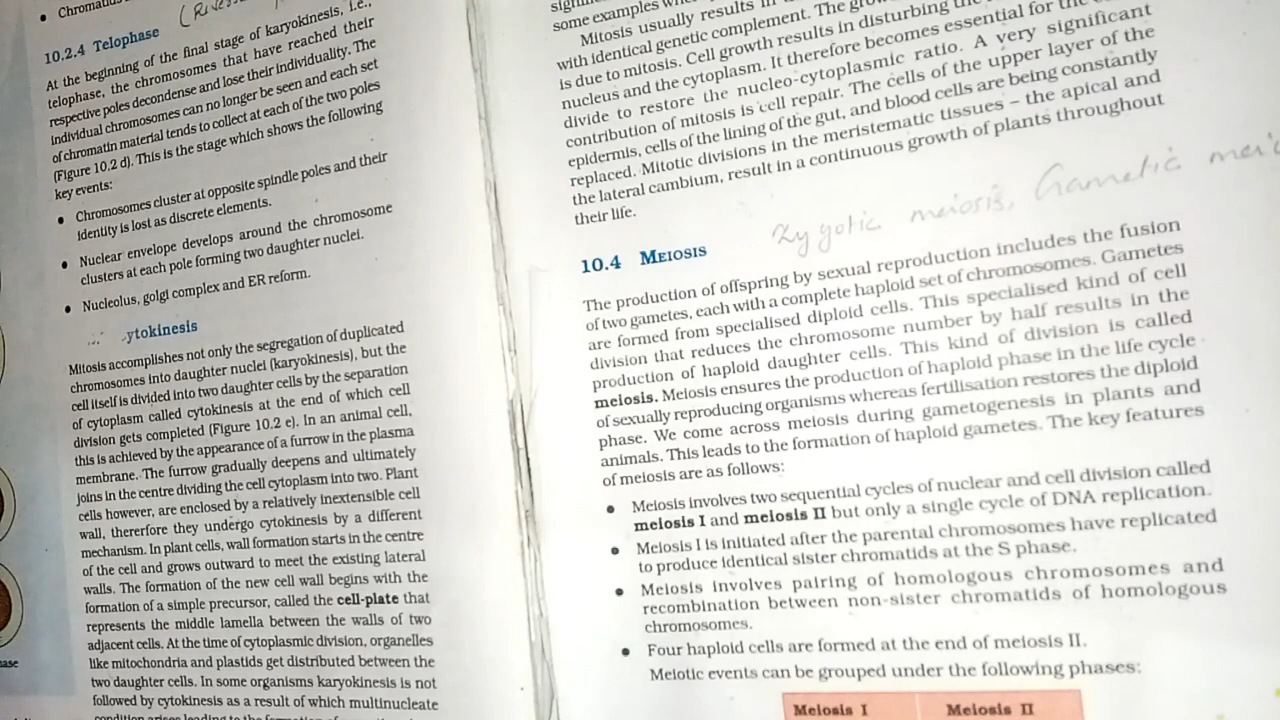 Chromatids
10.2.4 Telophase
At the beginning of the final stage of karyokinesis, i.e.,
telophase, the chromosomes that have reached their
respective poles decondense and lose their individuality. The
individual chromosomes can no longer be seen and each set
of chromatin material tends to collect at each of the two poles
(Figure 10.2 d). This is the stage which shows the following
key events:
• Chromosomes cluster at opposite spindle poles and their
identity is lost as discrete elements.
• Nuclear envelope develops around the chromosome
clusters at each pole forming two daughter nuclei.
• Nucleolus, golgi complex and ER reform.
ytokinesis
Mitosis accomplishes not only the segregation of duplicated
chromosomes into daughter nuclei (karyokinesis), but the
cell itself is divided into two daughter cells by the separation
of cytoplasm called cytokinesis at the end of which cell
division gets completed (Figure 10.2 e). In an animal cell,
this is achieved by the appearance of a furrow in the plasma
membrane. The furrow gradually deepens and ultimately
joins in the centre dividing the cell cytoplasm into two. Plant
cells however, are enclosed by a relatively inextensible cell
wall, thererfore they undergo cytokinesis by a different
mechanism. In plant cells, wall formation starts in the centre
of the cell and grows outward to meet the existing lateral
walls. The formation of the new cell wall begins with the
formation of a simple precursor, called the cell-plate that
represents the middle lamella between the walls of two
adjacent cells. At the time of cytoplasmic division, organelles
like mitochondria and plastids get distributed between the
two daughter cells. In some organisms karyokinesis is not
followed by cytokinesis as a result of which multinucleate
condition arises leading to the formation of
some examples
Mitosis usually results in
with identical genetic complement. The
is due to mitosis. Cell growth results in disturbing the
nucleus and the cytoplasm. It therefore becomes essential for the
divide to restore the nucleo-cytoplasmic ratio. A very significant
contribution of mitosis is cell repair. The cells of the upper layer of the
epidermis, cells of the lining of the gut, and blood cells are being constantly
replaced. Mitotic divisions in the meristematic tissues – the apical and
the lateral cambium, result in a continuous growth of plants throughout
their life.
Zygotic meiosis, Gametic mei
10.4 MEIOSIS
The production of offspring by sexual reproduction includes the fusion
of two gametes, each with a complete haploid set of chromosomes. Gametes
are formed from specialised diploid cells. This specialised kind of cell
division that reduces the chromosome number by half results in the
production of haploid daughter cells. This kind of division is called
meiosis. Meiosis ensures the production of haploid phase in the life cycle
of sexually reproducing organisms whereas fertilisation restores the diploid
phase. We come across meiosis during gametogenesis in plants and
animals. This leads to the formation of haploid gametes. The key features
of meiosis are as follows:
• Meiosis involves two sequential cycles of nuclear and cell division called
meiosis I and meiosis II but only a single cycle of DNA replication.
• Meiosis I is initiated after the parental chromosomes have replicated
to produce identical sister chromatids at the S phase.
• Meiosis involves pairing of homologous chromosomes and
recombination between non-sister chromatids of homologous
chromosomes.
• Four haploid cells are formed at the end of meiosis II.
Meiotic events can be grouped under the following phases:
Meiosis I Meiosis II